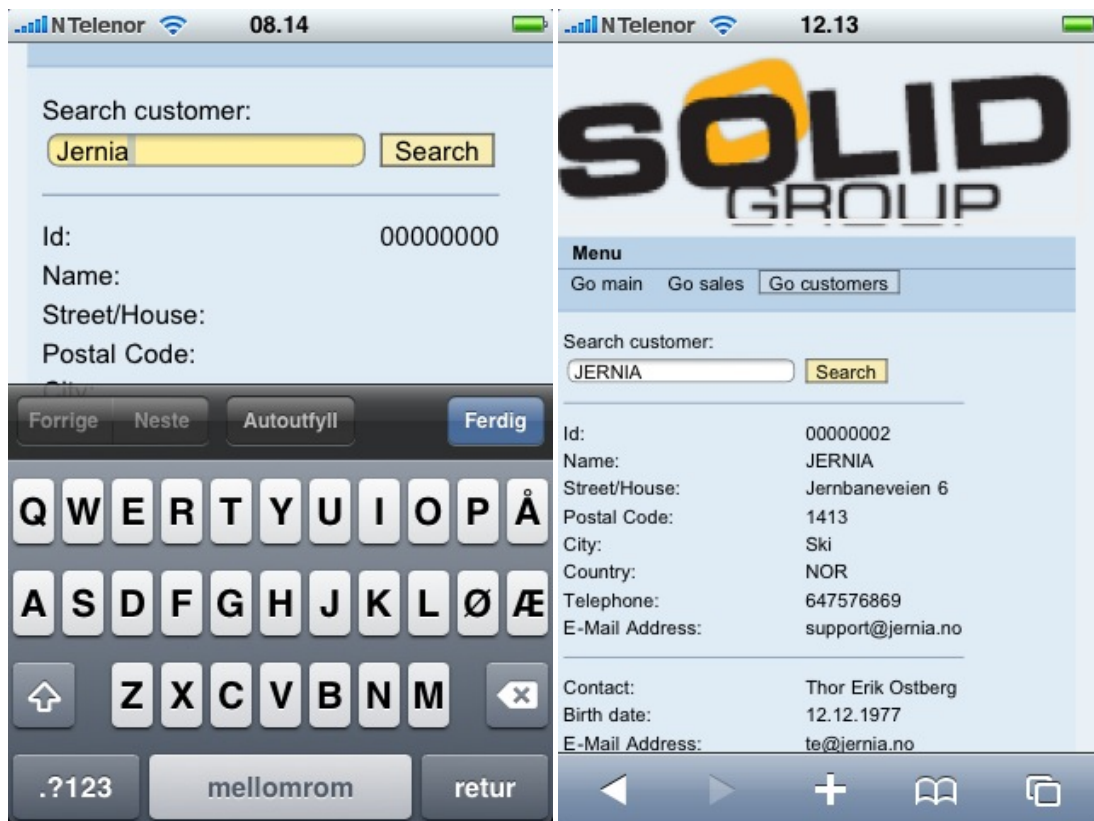 N Telenor 08.14
Search customer:
Jernia Search
Id: 00000000
Name:
Street/House:
Postal Code:
City:
Forrige Neste Autoutfyll Ferdig
Q W E R T Y U I O P Å
A S D F G H J K L Ø Æ
Z X C V B N M
.?123 mellomrom retur
N Telenor 12.13
SOLID
GROUP
Menu
Go main Go sales Go customers
Search customer:
JERNIA Search
Id: 00000002
Name: JERNIA
Street/House: Jernbaneveien 6
Postal Code: 1413
City: Ski
Country: NOR
Telephone: 647576869
E-Mail Address: support@jernia.no
Contact: Thor Erik Ostberg
Birth date: 12.12.1977
E-Mail Address: te@jernia.no